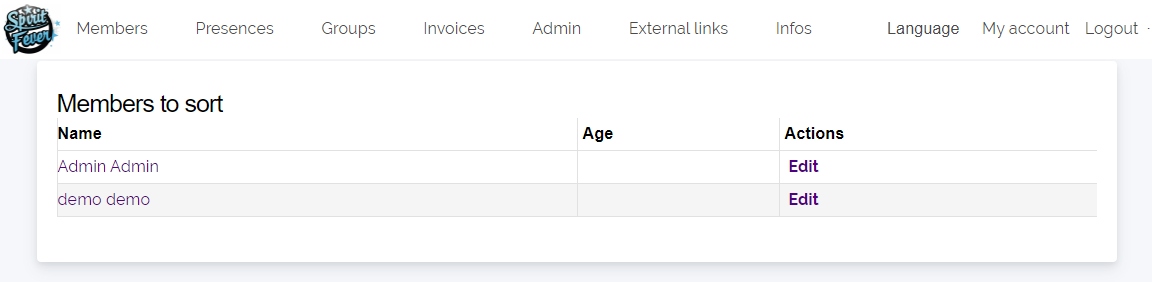 Spirit Fever
Members Presences Groups Invoices Admin External links Infos Language My account Logout
Members to sort
Name Age Actions
Admin Admin Edit
demo demo Edit